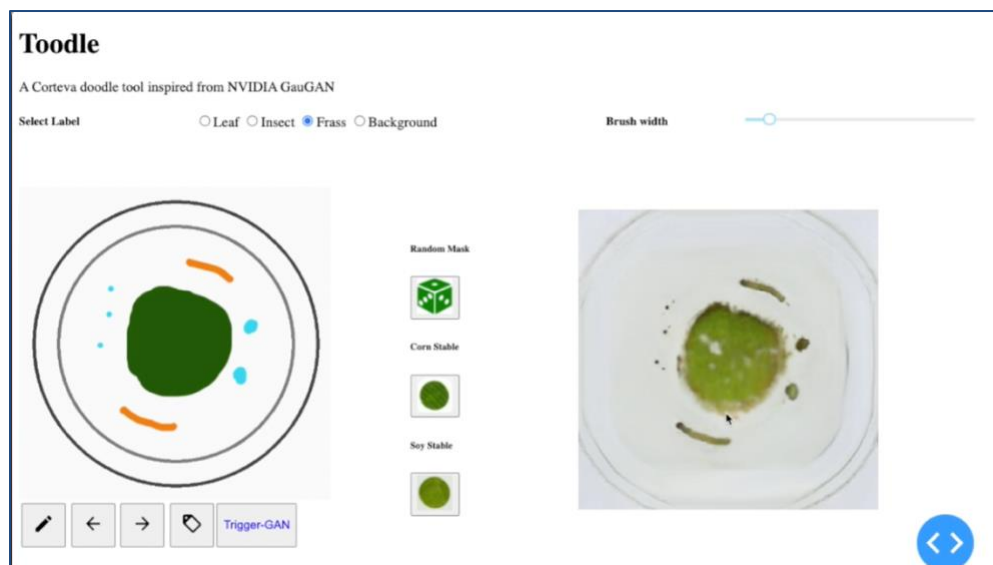 Toodle
A Corteva doodle tool inspired from NVIDIA GauGAN
Select Label Leaf Insect Frass Background Brush width
Random Mask
Corn Stable
Soy Stable
Trigger-GAN